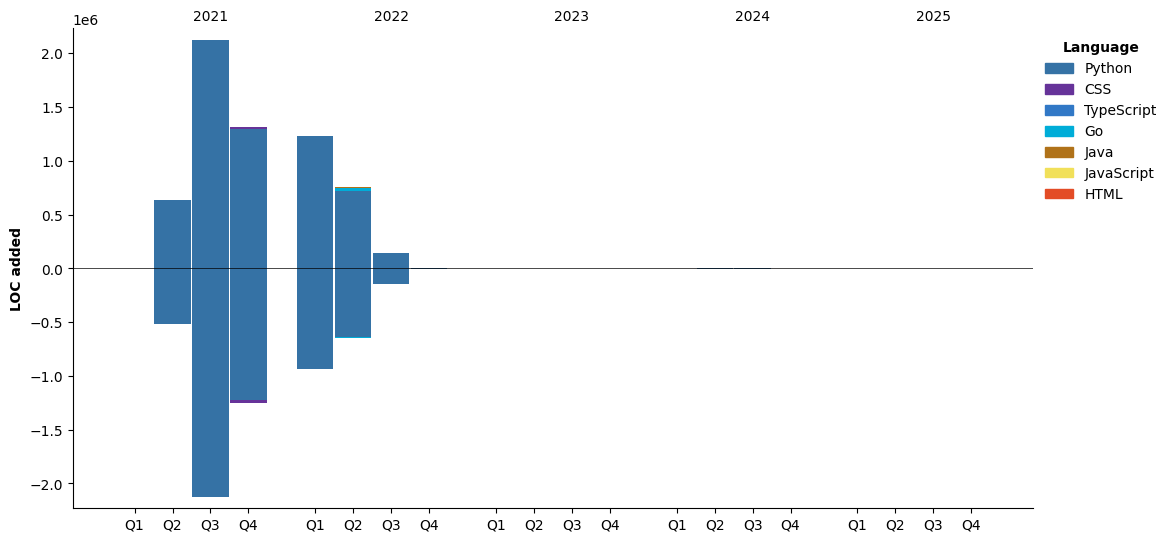 1e6
2021 2022 2023 2024 2025
2.0
1.5
1.0
0.5
0.0
−0.5
−1.0
−1.5
−2.0
LOC added
Q1 Q2 Q3 Q4 Q1 Q2 Q3 Q4 Q1 Q2 Q3 Q4 Q1 Q2 Q3 Q4 Q1 Q2 Q3 Q4
Language
Python
CSS
TypeScript
Go
Java
JavaScript
HTML